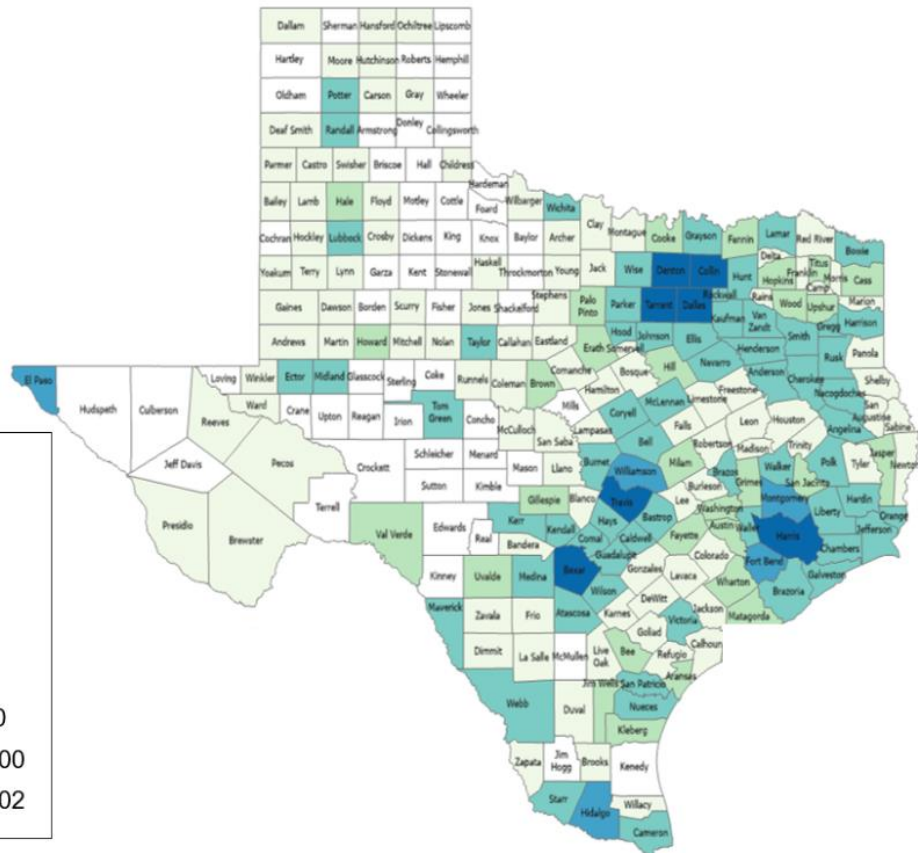 Dallam Sherman Hansford Ochiltree Lipscomb
Hartley Moore Hutchinson Roberts Hemphill
Oldham Potter Carson Gray Wheeler
Deaf Smith Randall Armstrong Donley Collingsworth
Parmer Castro Swisher Briscoe Hall Childress
Hardeman
Bailey Lamb Hale Floyd Motley Cottle Foard Wilbarger Wichita
Clay Montague Cooke Grayson Fannin Lamar Red River Bowie
Cochran Hockley Lubbock Crosby Dickens King Knox Baylor Archer
Delta Titus Franklin Morris Cass Hopkins Camp
Yoakum Terry Lynn Garza Kent Stonewall Haskell Throckmorton Young Jack Wise Denton Collin Hunt
Rockwall Rains Wood Upshur Marion
Gaines Dawson Borden Scurry Fisher Jones Shackelford Stephens Palo Pinto Parker Tarrant Dallas Kaufman Van Zandt Gregg Harrison
Andrews Martin Howard Mitchell Nolan Taylor Callahan Eastland Erath Somervell Hood Johnson Ellis Henderson Smith Rusk Panola
El Paso Hudspeth Culberson Loving Winkler Ector Midland Glasscock Sterling Coke Runnels Coleman Brown Comanche Bosque Hill Navarro Anderson Cherokee Shelby
Nacogdoches San Augustine Sabine
Reeves Ward Crane Upton Reagan Irion Tom Green Concho McCulloch Mills Hamilton Coryell McLennan Limestone Freestone Leon Houston Angelina
San Saba Lampasas Falls Robertson Madison Trinity
Jeff Davis Pecos Crockett Schleicher Menard Mason Llano Burnet Bell Milam Brazos Grimes Walker Polk Tyler Jasper Newton
Terrell Sutton Kimble Gillespie Blanco Williamson Burleson San Jacinto Hardin
Presidio Brewster Val Verde Edwards Real Kerr Kendall Travis Lee Washington Montgomery Liberty Orange
Bandera Comal Hays Bastrop Caldwell Fayette Austin Waller Harris Jefferson Chambers
Kinney Uvalde Medina Bexar Guadalupe Gonzales Colorado Fort Bend Galveston
Wilson Lavaca Wharton Brazoria
Maverick Zavala Frio Atascosa Karnes DeWitt Jackson Matagorda
Dimmit La Salle McMullen Live Oak Bee Goliad Victoria Calhoun Refugio Aransas
Webb Duval Jim Wells San Patricio Nueces Kleberg
Zapata Jim Hogg Brooks Kenedy
Starr Hidalgo Willacy Cameron
0
00
02